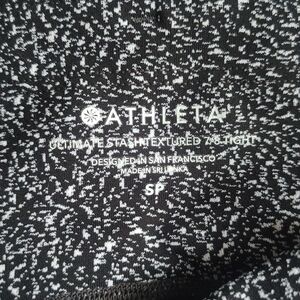 ATHLETA
ULTIMATE STASH TEXTURED 7/8 TIGHT
DESIGNED IN SAN FRANCISCO
MADE IN SRI LANKA
SP